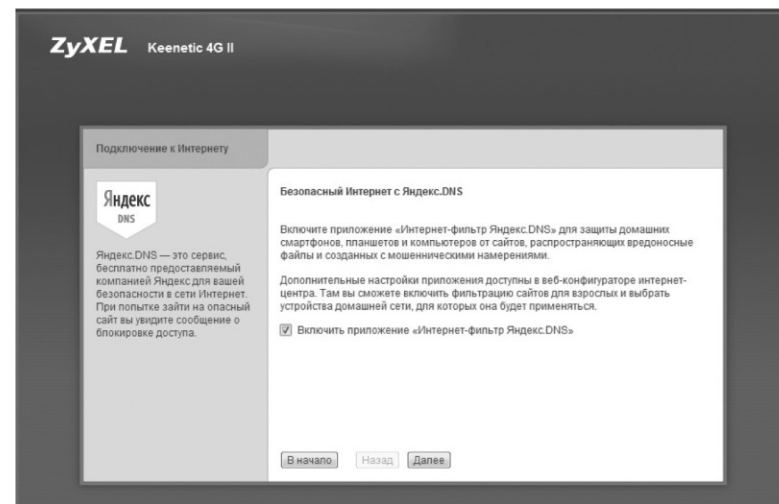 ZyXEL Keenetic 4G II
Подключение к Интернету
Яндекс
DNS
Яндекс.DNS — это сервис,
бесплатно предоставляемый
компанией Яндекс для вашей
безопасности в сети Интернет.
При попытке зайти на опасный
сайт вы увидите сообщение о
блокировке доступа.
Безопасный Интернет с Яндекс.DNS
Включите приложение «Интернет-фильтр Яндекс.DNS» для защиты домашних
смартфонов, планшетов и компьютеров от сайтов, распространяющих вредоносные
файлы и созданных с мошенническими намерениями.
Дополнительные настройки приложения доступны в веб-конфигураторе интернет-
центра. Там вы сможете включить фильтрацию сайтов для взрослых и выбрать
устройства домашней сети, для которых она будет применяться.
Включить приложение «Интернет-фильтр Яндекс.DNS»
В начало Назад Далее